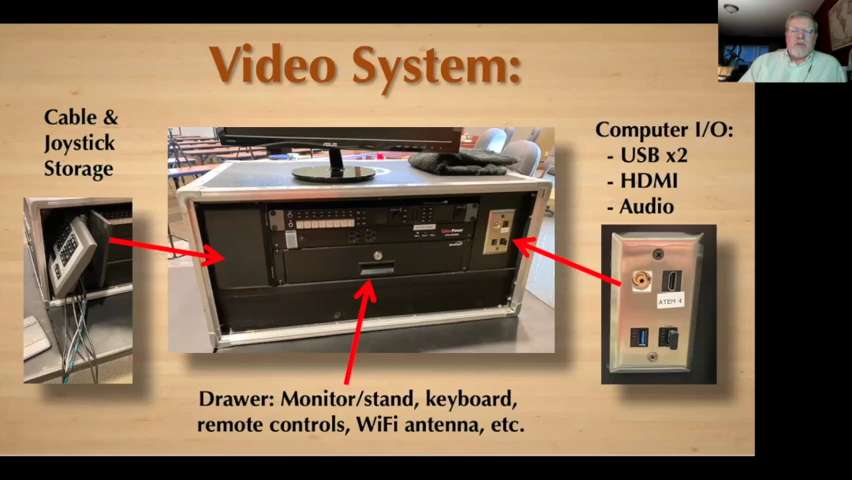 Video System:
Cable &
Joystick
Storage
Computer I/O:
- USB x2
- HDMI
- Audio
CyberPower
ATEM 4
Drawer: Monitor/stand, keyboard,
remote controls, WiFi antenna, etc.